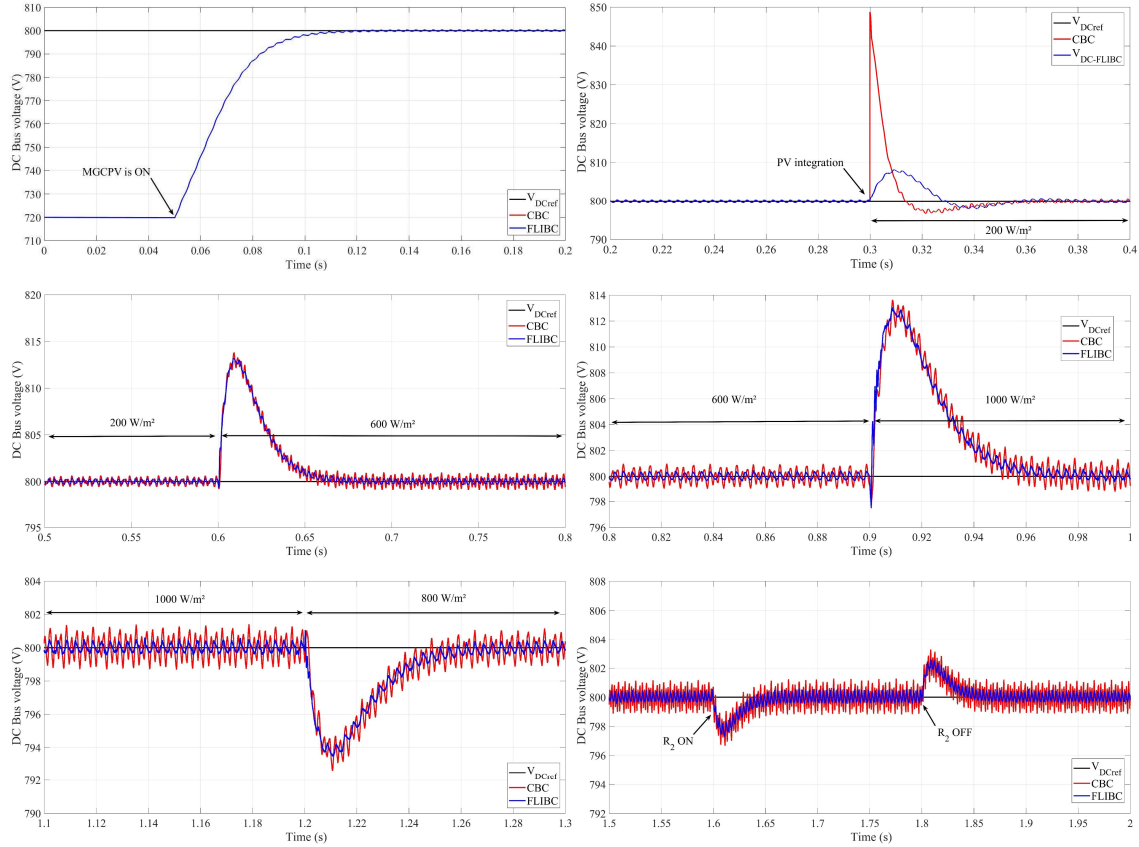 800
790
780
770
760
750
740
730
720
710
DC Bus voltage (V)
MGCPV is ON
V_DCref
CBC
FLIBC
0 0.02 0.04 0.06 0.08 0.1 0.12 0.14 0.16 0.18 0.2
Time (s)
850
840
830
820
810
800
790
DC Bus voltage (V)
V_DCref
CBC
V_DC-FLIBC
PV integration
200 W/m²
0.2 0.22 0.24 0.26 0.28 0.3 0.32 0.34 0.36 0.38 0.4
Time (s)
820
815
810
805
800
795
DC Bus voltage (V)
V_DCref
CBC
FLIBC
200 W/m²
600 W/m²
0.5 0.55 0.6 0.65 0.7 0.75 0.8
Time (s)
814
812
810
808
806
804
802
800
798
796
DC Bus voltage (V)
V_DCref
CBC
FLIBC
600 W/m²
1000 W/m²
0.8 0.82 0.84 0.86 0.88 0.9 0.92 0.94 0.96 0.98 1
Time (s)
804
802
800
798
796
794
792
790
DC Bus voltage (V)
1000 W/m²
800 W/m²
V_DCref
CBC
FLIBC
1.1 1.12 1.14 1.16 1.18 1.2 1.22 1.24 1.26 1.28 1.3
Time (s)
808
806
804
802
800
798
796
794
792
DC Bus voltage (V)
R_2 ON
R_2 OFF
V_DCref
CBC
FLIBC
1.5 1.55 1.6 1.65 1.7 1.75 1.8 1.85 1.9 1.95 2
Time (s)